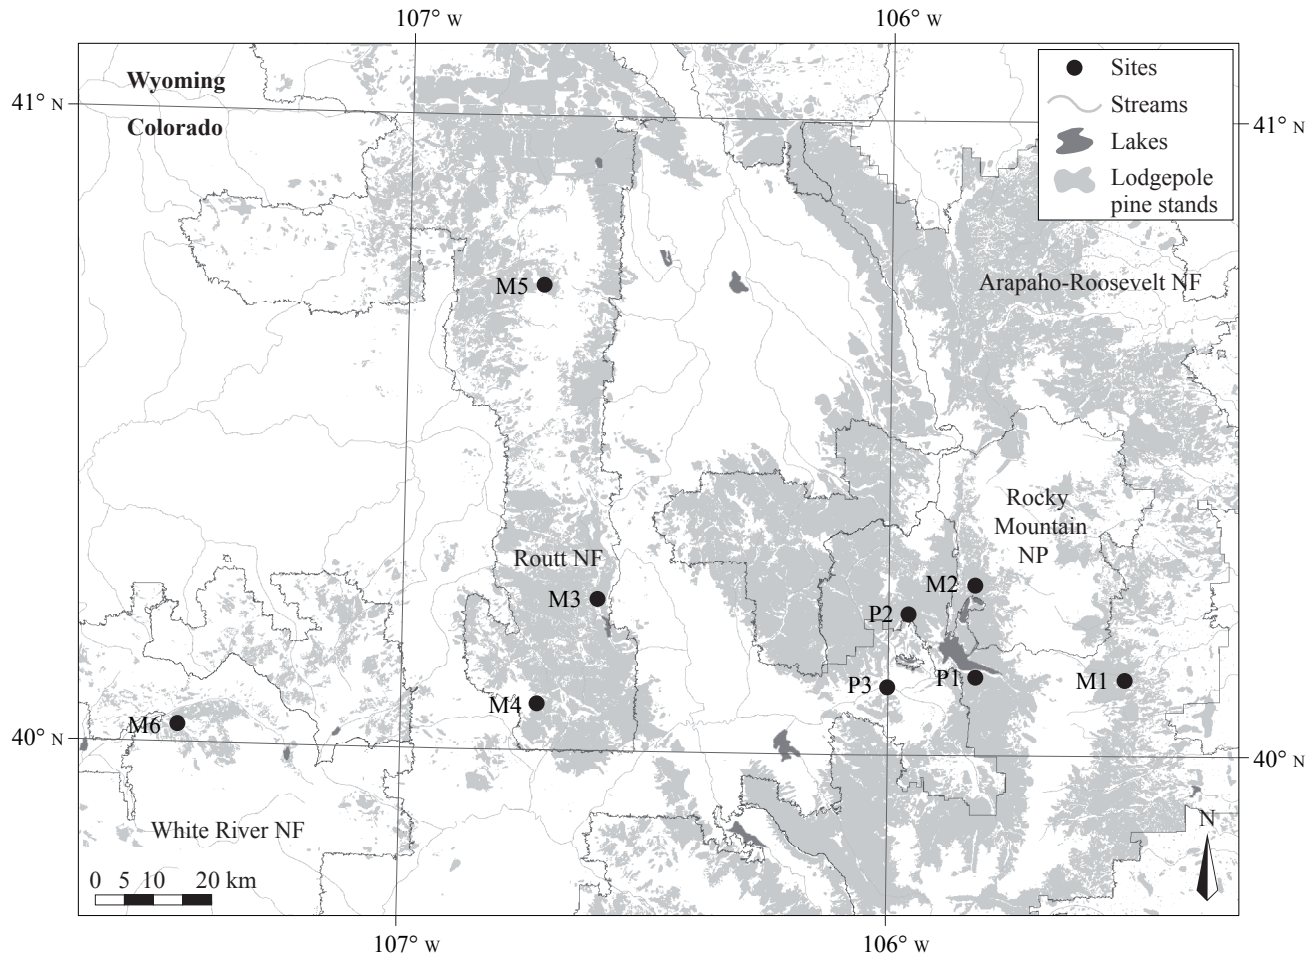 107° W
106° W
Wyoming
41° N
Colorado
Sites
Streams
Lakes
Lodgepole
pine stands
41° N
M5
Arapaho-Roosevelt NF
Rocky
Mountain
NP
Routt NF
M3
M2
P2
P3
P1
M1
M4
M6
40° N
40° N
White River NF
N
0 5 10 20 km
107° W
106° W